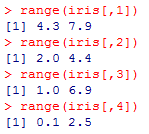 > range(iris[,1])
[1] 4.3 7.9
> range(iris[,2])
[1] 2.0 4.4
> range(iris[,3])
[1] 1.0 6.9
> range(iris[,4])
[1] 0.1 2.5